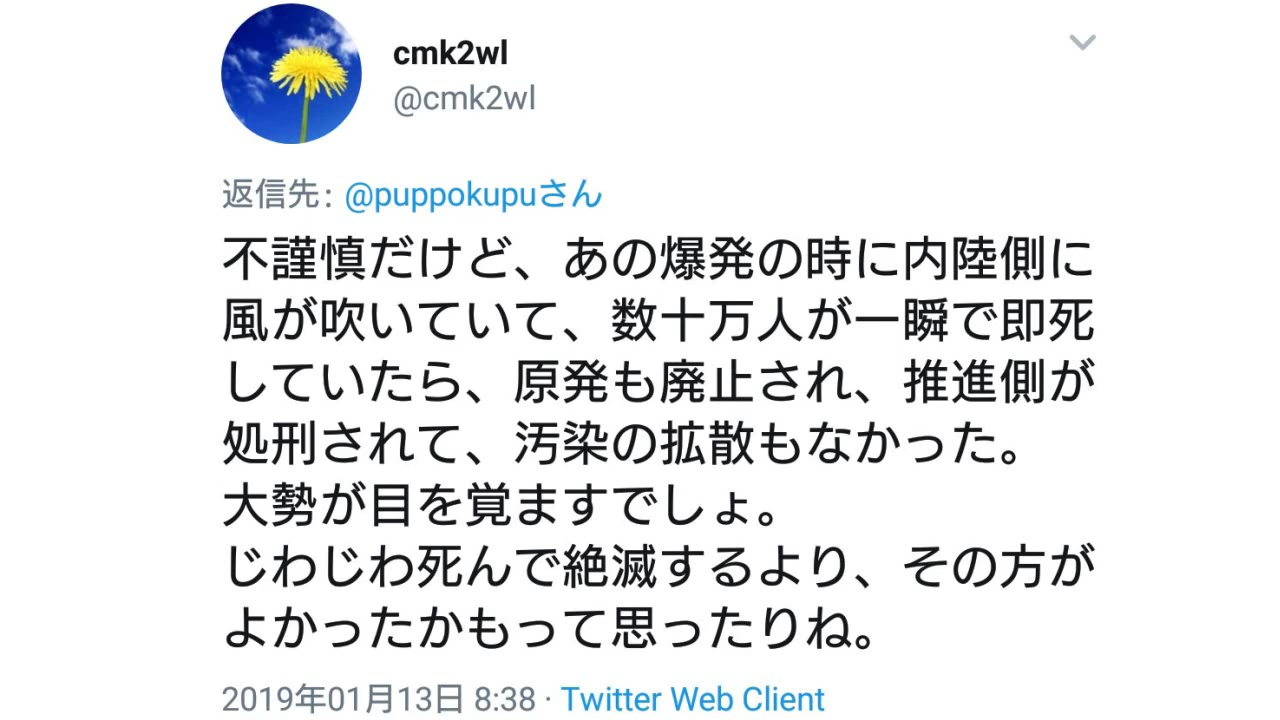 cmk2wl
@cmk2wl
返信先: @puppokupuさん
不謹慎だけど、あの爆発の時に内陸側に
風が吹いていて、数十万人が一瞬で即死
していたら、原発も廃止され、推進側が
処刑されて、汚染の拡散もなかった。
大勢が目を覚ますでしょ。
じわじわ死んで絶滅するより、その方が
よかったかもって思ったりね。
2019年01月13日 8:38 · Twitter Web Client